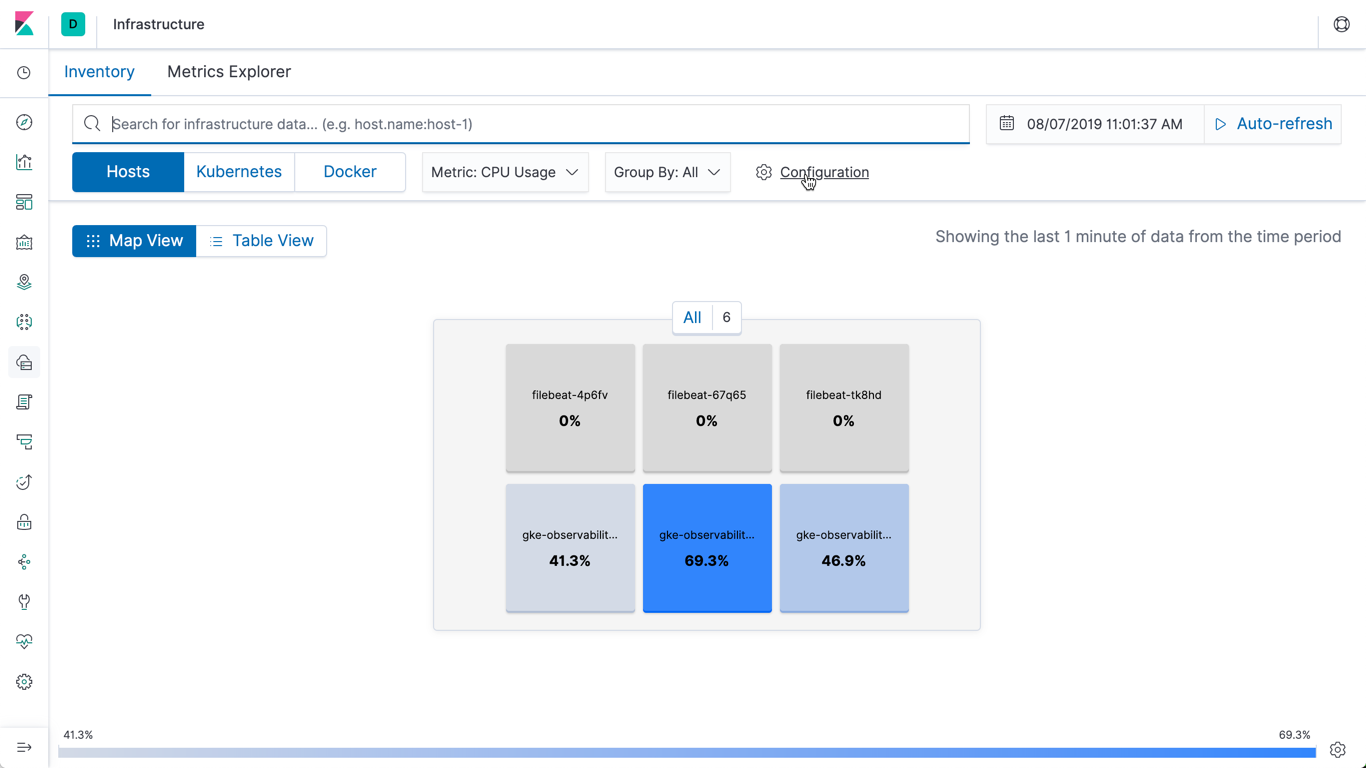 D Infrastructure
Inventory Metrics Explorer
Search for infrastructure data... (e.g. host.name:host-1) 08/07/2019 11:01:37 AM Auto-refresh
Hosts Kubernetes Docker Metric: CPU Usage Group By: All Configuration
Map View Table View Showing the last 1 minute of data from the time period
All 6
filebeat-4p6fv filebeat-67q65 filebeat-tk8hd
0% 0% 0%
gke-observabilit... gke-observabilit... gke-observabilit...
41.3% 69.3% 46.9%
41.3% 69.3%